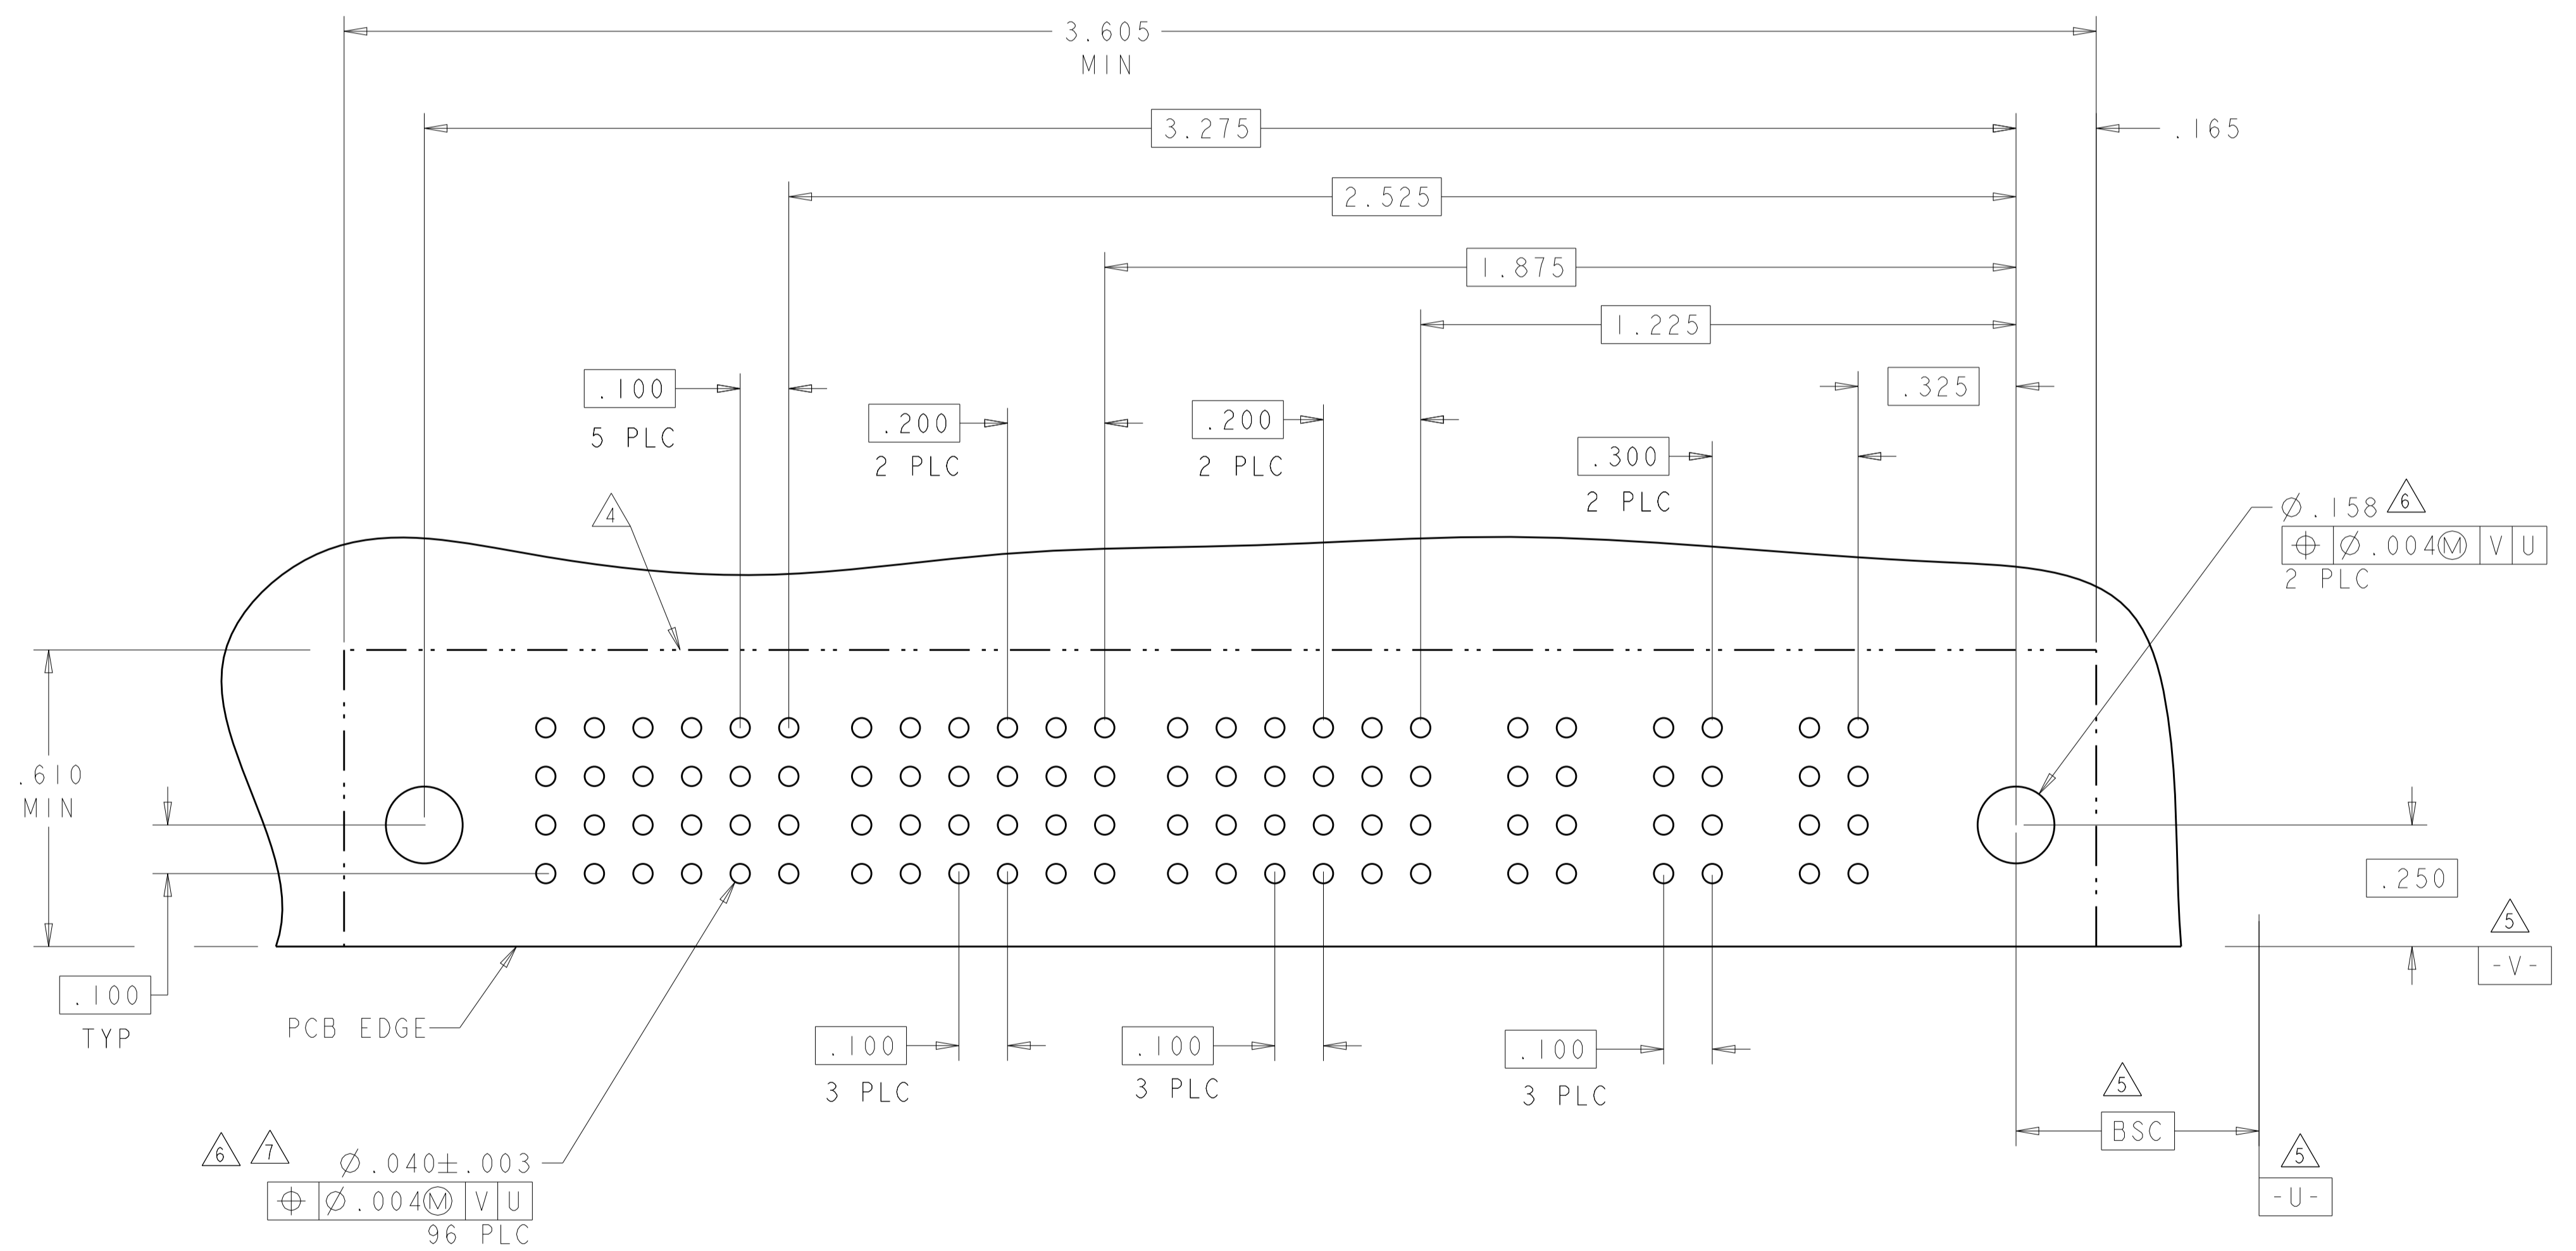 3.605
MIN
3.275
.165
2.525
1.875
1.225
.100
5 PLC
.200
2 PLC
.200
2 PLC
.325
.300
2 PLC
4
Ø.158 6
⌖ Ø.004Ⓜ V U
2 PLC
.610
MIN
.250
5
-V-
.100
TYP
PCB EDGE
.100
3 PLC
.100
3 PLC
.100
3 PLC
5
BSC
5
-U-
6 7 Ø.040±.003
⌖ Ø.004Ⓜ V U
96 PLC